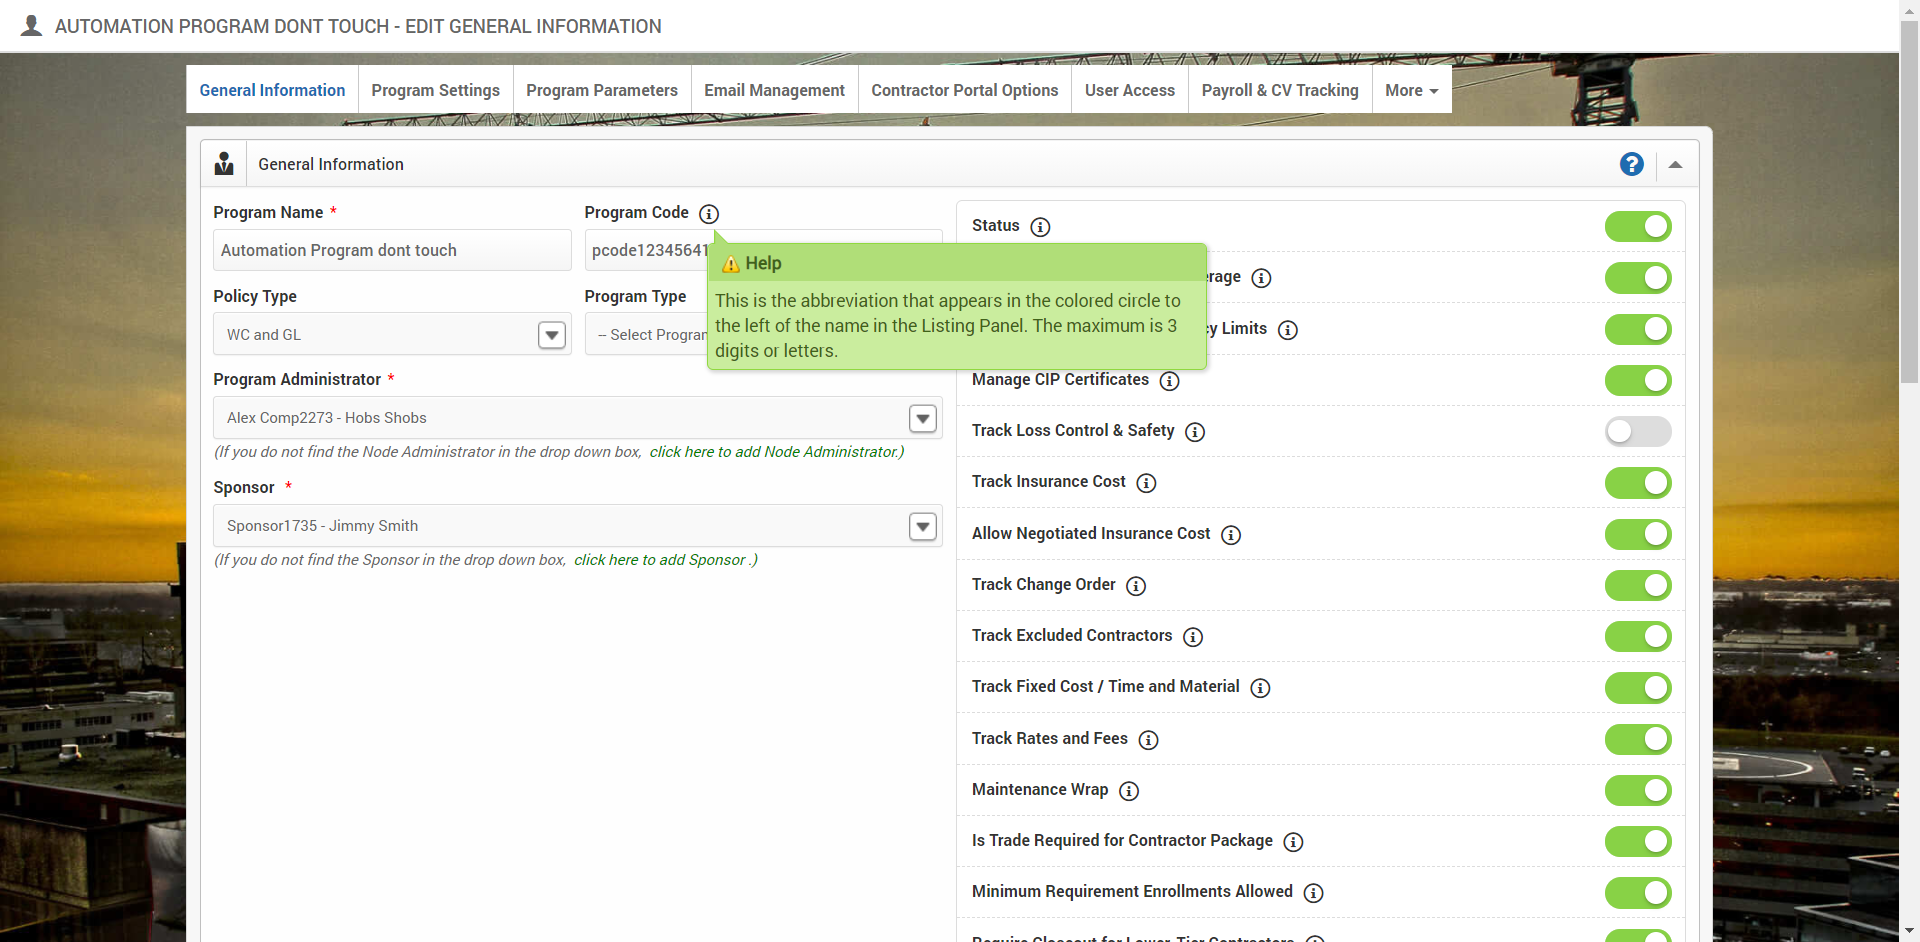 AUTOMATION PROGRAM DONT TOUCH - EDIT GENERAL INFORMATION
General Information
Program Settings
Program Parameters
Email Management
Contractor Portal Options
User Access
Payroll & CV Tracking
More
General Information
Program Name *
Program Code
Automation Program dont touch
pcode12345641
Help
This is the abbreviation that appears in the colored circle to
the left of the name in the Listing Panel. The maximum is 3
digits or letters.
Policy Type
Program Type
WC and GL
-- Select Program
Program Administrator *
Alex Comp2273 - Hobs Shobs
(If you do not find the Node Administrator in the drop down box, click here to add Node Administrator.)
Sponsor *
Sponsor1735 - Jimmy Smith
(If you do not find the Sponsor in the drop down box, click here to add Sponsor .)
Status
Limits
Manage CIP Certificates
Track Loss Control & Safety
Track Insurance Cost
Allow Negotiated Insurance Cost
Track Change Order
Track Excluded Contractors
Track Fixed Cost / Time and Material
Track Rates and Fees
Maintenance Wrap
Is Trade Required for Contractor Package
Minimum Requirement Enrollments Allowed
Require Closeout for Lower-Tier Contractors